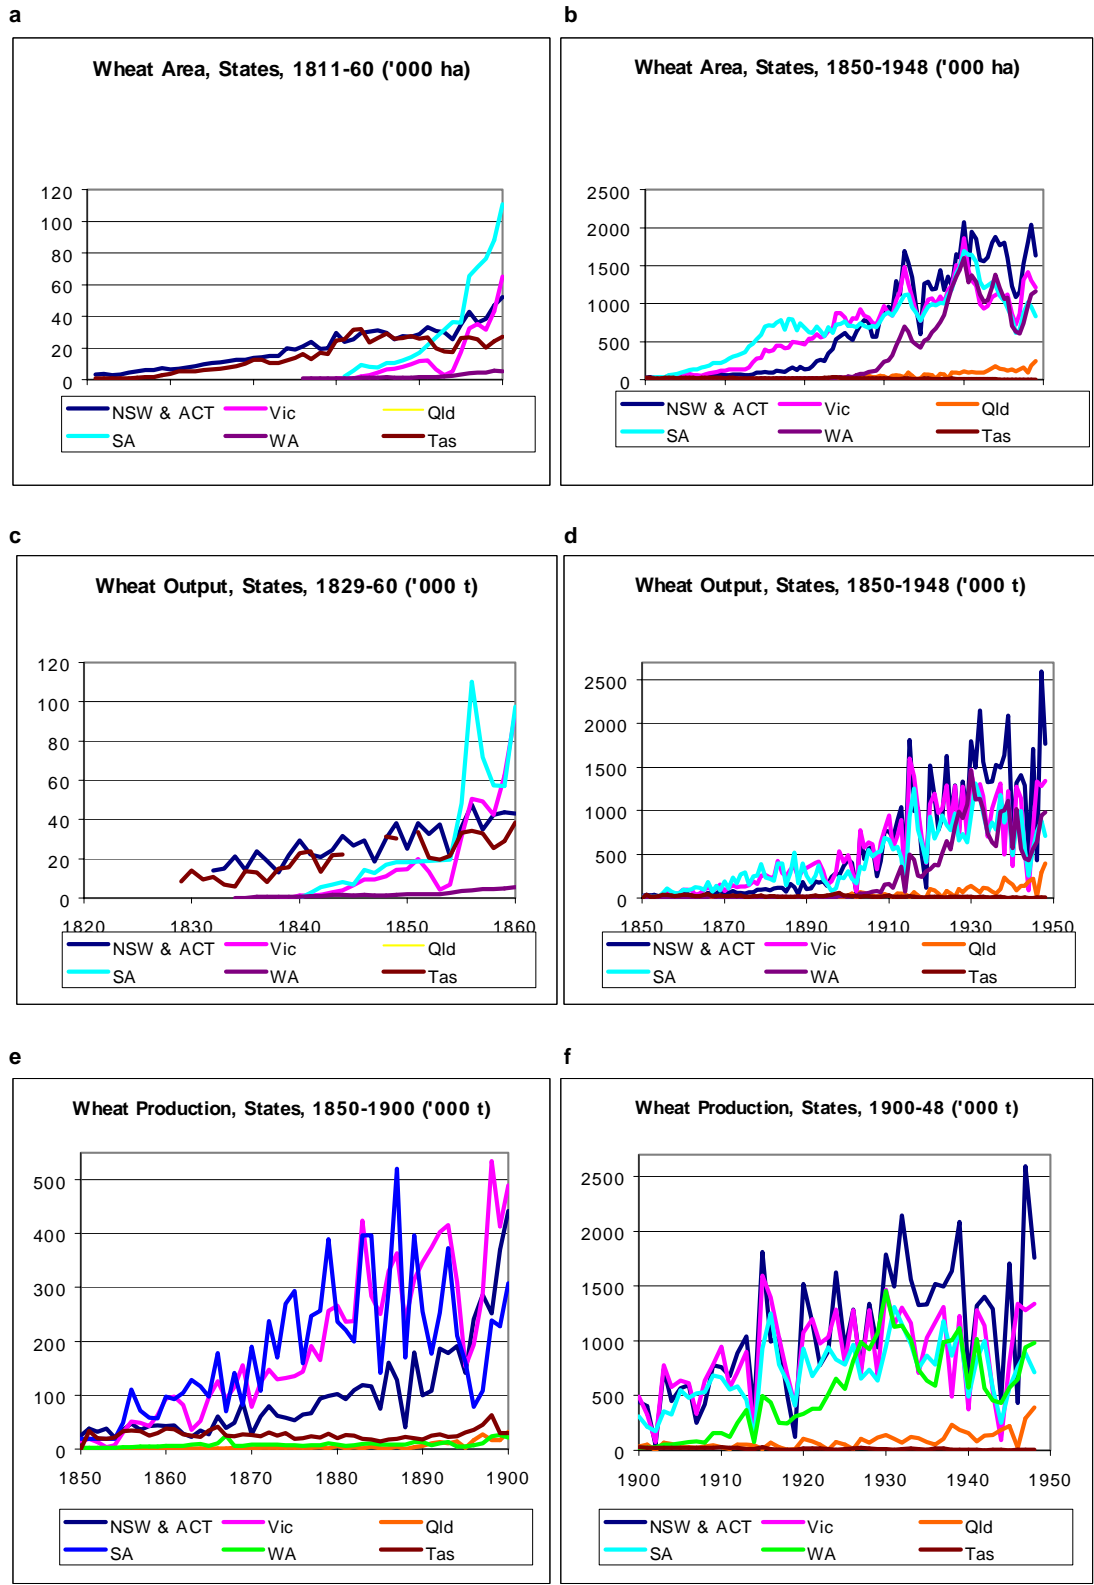 a
b
Wheat Area, States, 1811-60 ('000 ha)
120
100
80
60
40
20
0
NSW & ACT Vic Qld
SA WA Tas
Wheat Area, States, 1850-1948 ('000 ha)
2500
2000
1500
1000
500
0
NSW & ACT Vic Qld
SA WA Tas
c
d
Wheat Output, States, 1829-60 ('000 t)
120
100
80
60
40
20
0
1820 1830 1840 1850 1860
NSW & ACT Vic Qld
SA WA Tas
Wheat Output, States, 1850-1948 ('000 t)
2500
2000
1500
1000
500
0
1850 1870 1890 1910 1930 1950
NSW & ACT Vic Qld
SA WA Tas
e
f
Wheat Production, States, 1850-1900 ('000 t)
500
400
300
200
100
0
1850 1860 1870 1880 1890 1900
NSW & ACT Vic Qld
SA WA Tas
Wheat Production, States, 1900-48 ('000 t)
2500
2000
1500
1000
500
0
1900 1910 1920 1930 1940 1950
NSW & ACT Vic Qld
SA WA Tas